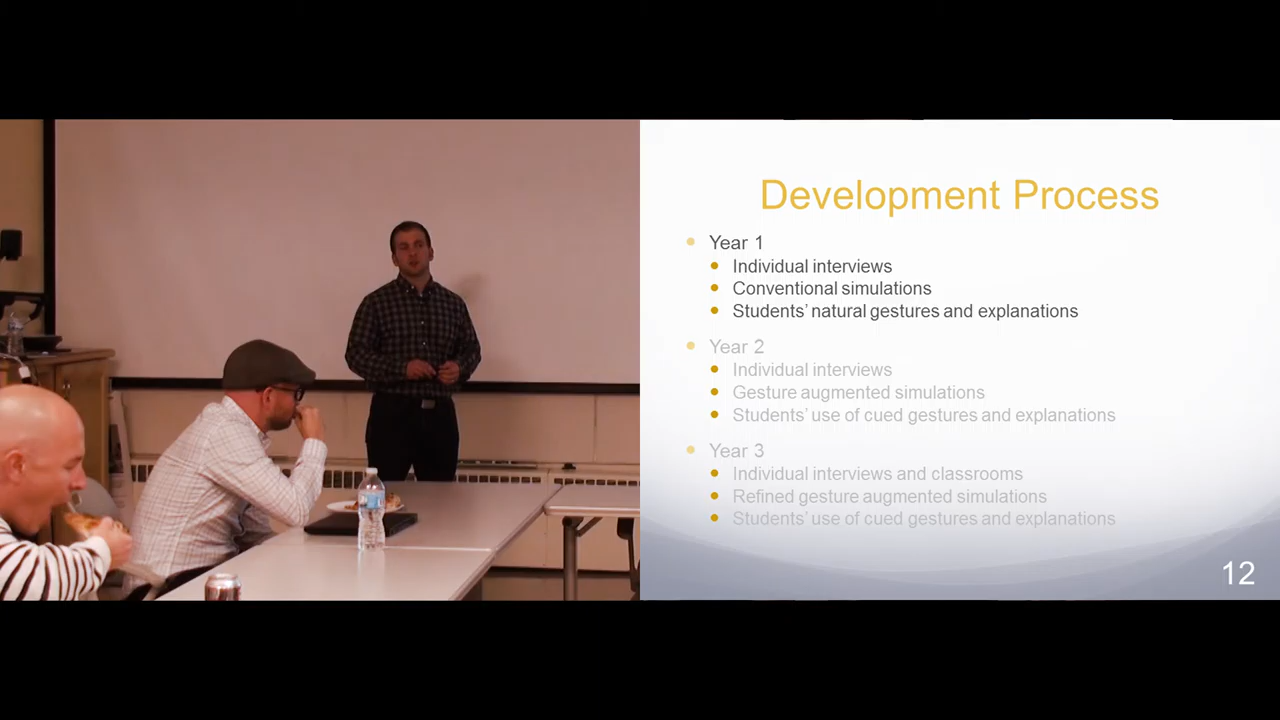 Development Process
Year 1
Individual interviews
Conventional simulations
Students’ natural gestures and explanations
Year 2
Individual interviews
Gesture augmented simulations
Students’ use of cued gestures and explanations
Year 3
Individual interviews and classrooms
Refined gesture augmented simulations
Students’ use of cued gestures and explanations
12